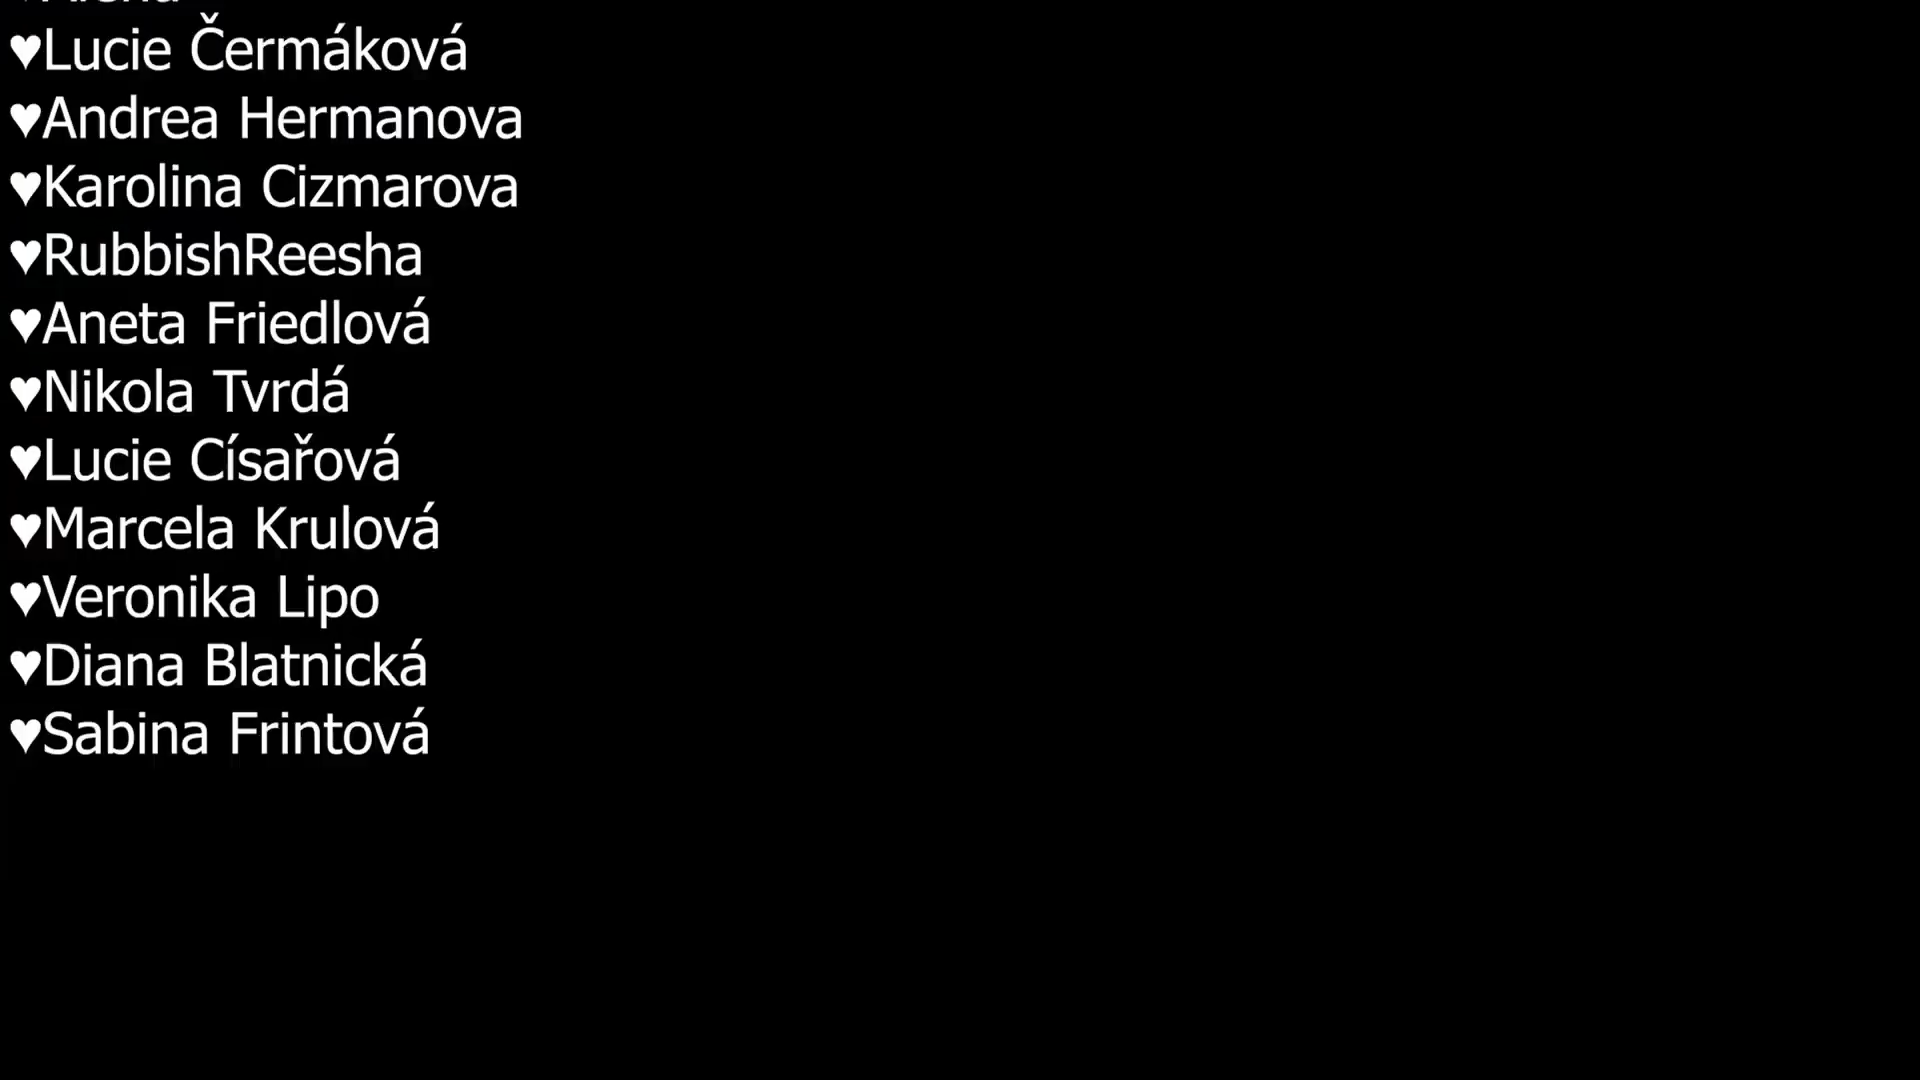 ♥Lucie Čermáková
♥Andrea Hermanova
♥Karolina Cizmarova
♥RubbishReesha
♥Aneta Friedlová
♥Nikola Tvrdá
♥Lucie Císařová
♥Marcela Krulová
♥Veronika Lipo
♥Diana Blatnická
♥Sabina Frintová